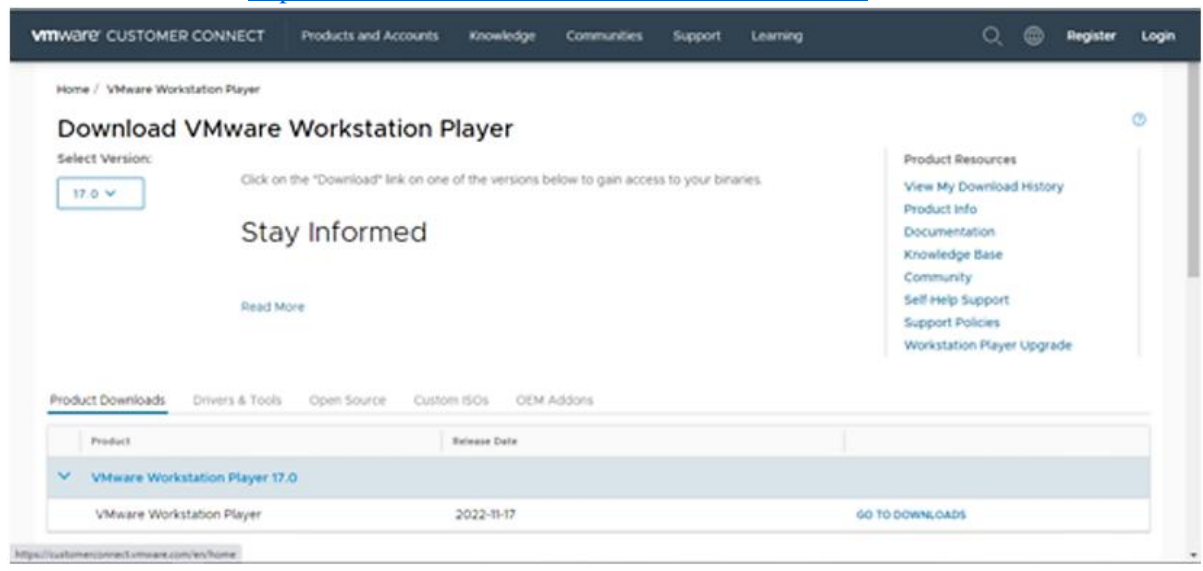 vmware CUSTOMER CONNECT Products and Accounts Knowledge Communities Support Learning Register Login
Home / VMware Workstation Player
Download VMware Workstation Player
Select Version:
17.0
Click on the "Download" link on one of the versions below to gain access to your binaries.
Stay Informed
Read More
Product Resources
View My Download History
Product Info
Documentation
Knowledge Base
Community
Self-Help Support
Support Policies
Workstation Player Upgrade
Product Downloads Drivers & Tools Open Source Custom ISOs OEM Addons
Product Release Date
VMware Workstation Player 17.0
VMware Workstation Player 2022-11-17 GO TO DOWNLOADS
https://customerconnect.vmware.com/en/home